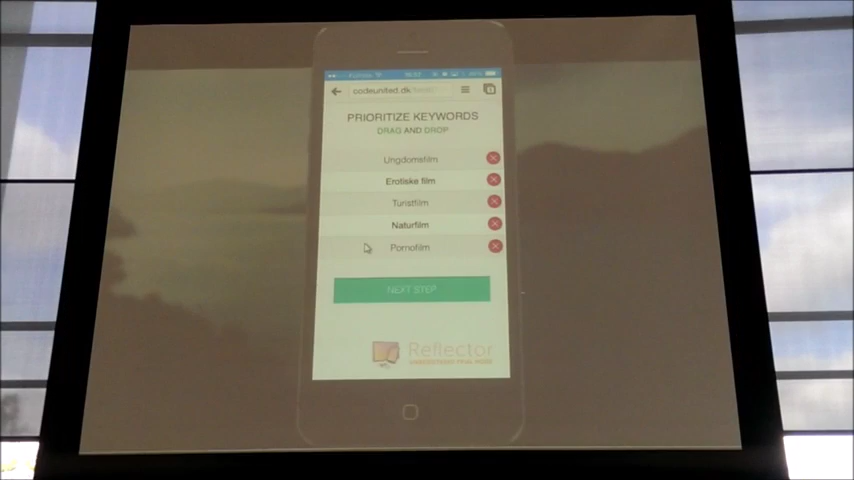 codeunited.dk
PRIORITIZE KEYWORDS
DRAG AND DROP
Ungdomsfilm
Erotiske film
Turistfilm
Naturfilm
Pornofilm
NEXT STEP
Reflector